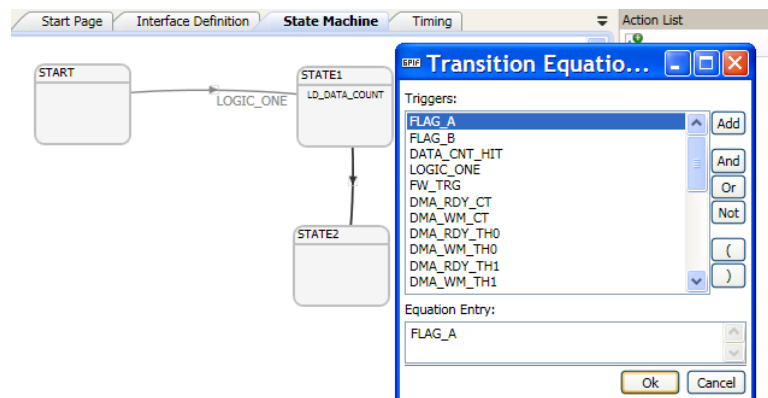 Start Page Interface Definition State Machine Timing Action List
START
LOGIC_ONE
STATE1
LD_DATA_COUNT
STATE2
GPIF Transition Equatio...
Triggers:
FLAG_A
FLAG_B
DATA_CNT_HIT
LOGIC_ONE
FW_TRG
DMA_RDY_CT
DMA_WM_CT
DMA_RDY_TH0
DMA_WM_TH0
DMA_RDY_TH1
DMA_WM_TH1
Add
And
Or
Not
(
)
Equation Entry:
FLAG_A
Ok Cancel